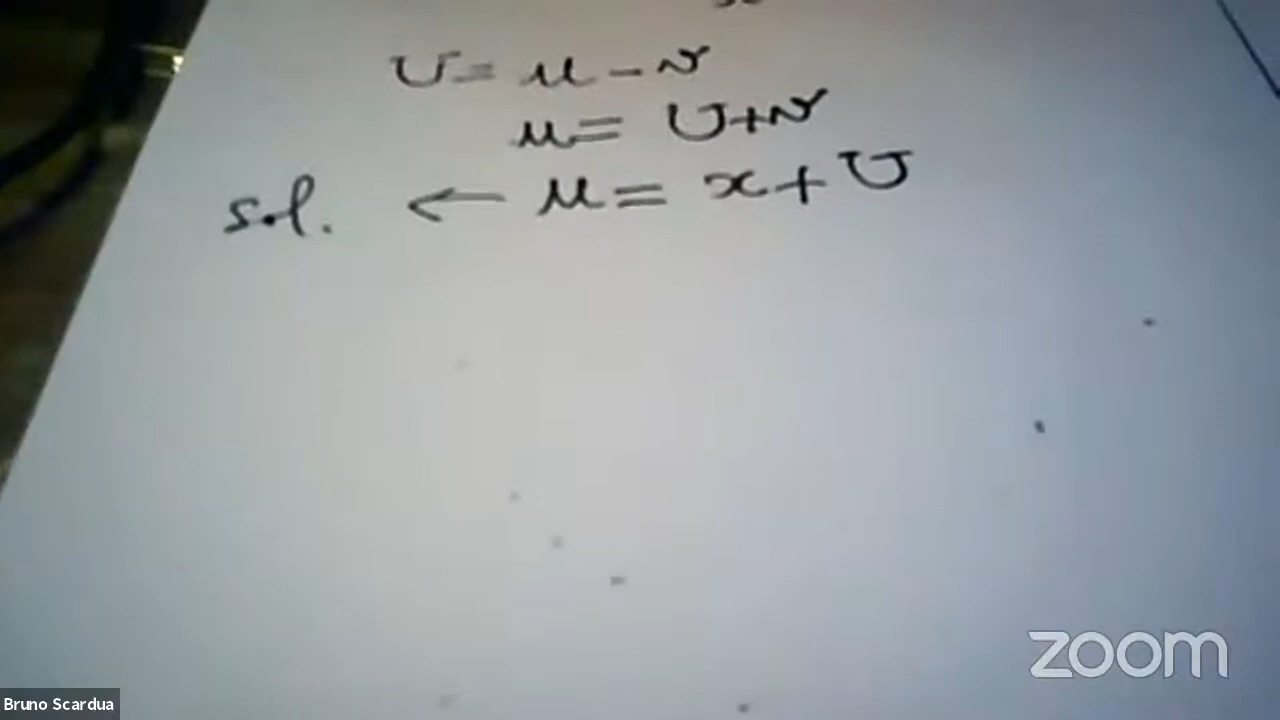 U = u - v
u = U + v
sol. ← u = x + U
zoom
Bruno Scardua